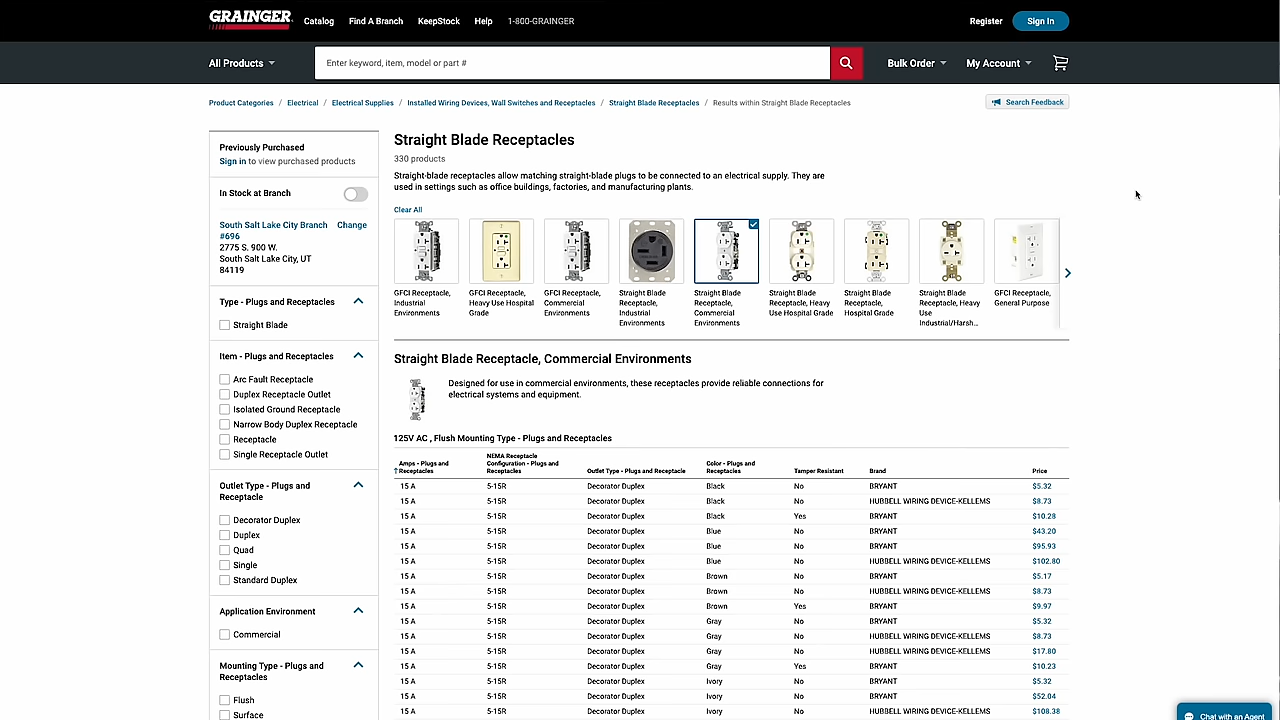 GRAINGER
Catalog
Find A Branch
KeepStock
Help
1-800-GRAINGER
Register
Sign In
All Products
Enter keyword, item, model or part #
Bulk Order
My Account
Product Categories / Electrical / Electrical Supplies / Installed Wiring Devices, Wall Switches and Receptacles / Straight Blade Receptacles / Results within Straight Blade Receptacles
Search Feedback
Previously Purchased
Sign in to view purchased products
In Stock at Branch
South Salt Lake City Branch
#696
Change
2775 S. 900 W.
South Salt Lake City, UT
84119
Type - Plugs and Receptacles
Straight Blade
Item - Plugs and Receptacles
Arc Fault Receptacle
Duplex Receptacle Outlet
Isolated Ground Receptacle
Narrow Body Duplex Receptacle
Receptacle
Single Receptacle Outlet
Outlet Type - Plugs and
Receptacle
Decorator Duplex
Duplex
Quad
Single
Standard Duplex
Application Environment
Commercial
Mounting Type - Plugs and
Receptacles
Flush
Surface
Straight Blade Receptacles
330 products
Straight-blade receptacles allow matching straight-blade plugs to be connected to an electrical supply. They are
used in settings such as office buildings, factories, and manufacturing plants.
Clear All
GFCI Receptacle,
Industrial
Environments
GFCI Receptacle,
Heavy Use Hospital
Grade
GFCI Receptacle,
Commercial
Environments
Straight Blade
Receptacle,
Industrial
Environments
Straight Blade
Receptacle,
Commercial
Environments
Straight Blade
Receptacle, Heavy
Use Hospital Grade
Straight Blade
Receptacle,
Hospital Grade
Straight Blade
Receptacle, Heavy
Use
Industrial/Harsh...
GFCI Receptacle,
General Purpose
Straight Blade Receptacle, Commercial Environments
Designed for use in commercial environments, these receptacles provide reliable connections for
electrical systems and equipment.
125V AC , Flush Mounting Type - Plugs and Receptacles
Amps - Plugs and
Receptacles
NEMA Receptacle
Configuration - Plugs and
Receptacles
Outlet Type - Plugs and Receptacle
Color - Plugs and
Receptacles
Tamper Resistant
Brand
Price
15 A 5-15R Decorator Duplex Black No BRYANT $5.32
15 A 5-15R Decorator Duplex Black No HUBBELL WIRING DEVICE-KELLEMS $8.73
15 A 5-15R Decorator Duplex Black Yes BRYANT $10.28
15 A 5-15R Decorator Duplex Blue No BRYANT $43.20
15 A 5-15R Decorator Duplex Blue No BRYANT $95.93
15 A 5-15R Decorator Duplex Blue No HUBBELL WIRING DEVICE-KELLEMS $102.80
15 A 5-15R Decorator Duplex Brown No BRYANT $5.17
15 A 5-15R Decorator Duplex Brown No HUBBELL WIRING DEVICE-KELLEMS $8.73
15 A 5-15R Decorator Duplex Brown Yes BRYANT $9.97
15 A 5-15R Decorator Duplex Gray No BRYANT $5.32
15 A 5-15R Decorator Duplex Gray No HUBBELL WIRING DEVICE-KELLEMS $8.73
15 A 5-15R Decorator Duplex Gray No HUBBELL WIRING DEVICE-KELLEMS $17.80
15 A 5-15R Decorator Duplex Gray Yes BRYANT $10.23
15 A 5-15R Decorator Duplex Ivory No BRYANT $5.32
15 A 5-15R Decorator Duplex Ivory No BRYANT $52.04
15 A 5-15R Decorator Duplex Ivory No HUBBELL WIRING DEVICE-KELLEMS $108.38
Chat with an Agent